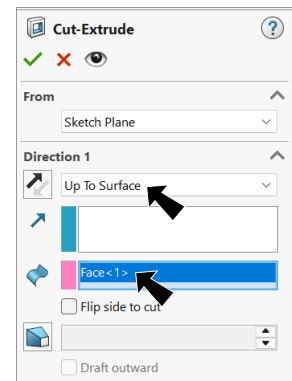 Cut-Extrude
?
From
Sketch Plane
Direction 1
Up To Surface
Face<1>
Flip side to cut
Draft outward